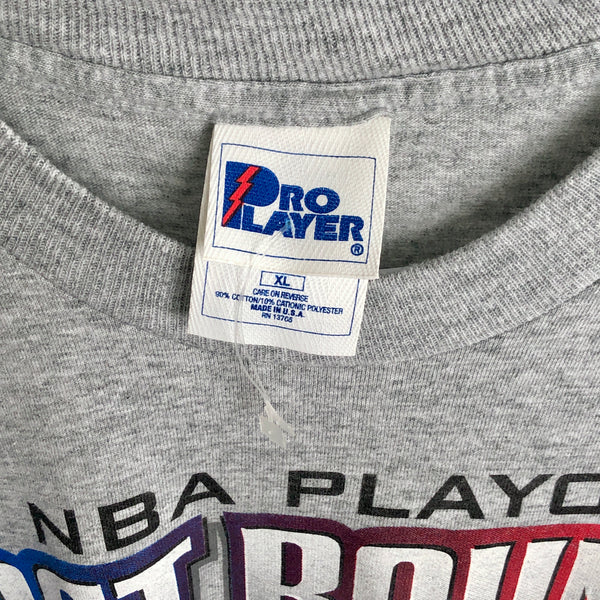 PRO
PLAYER
®
XL
CARE ON REVERSE
90% COTTON/10% CATIONIC POLYESTER
MADE IN U.S.A.
RN 13765
NBA PLAYO